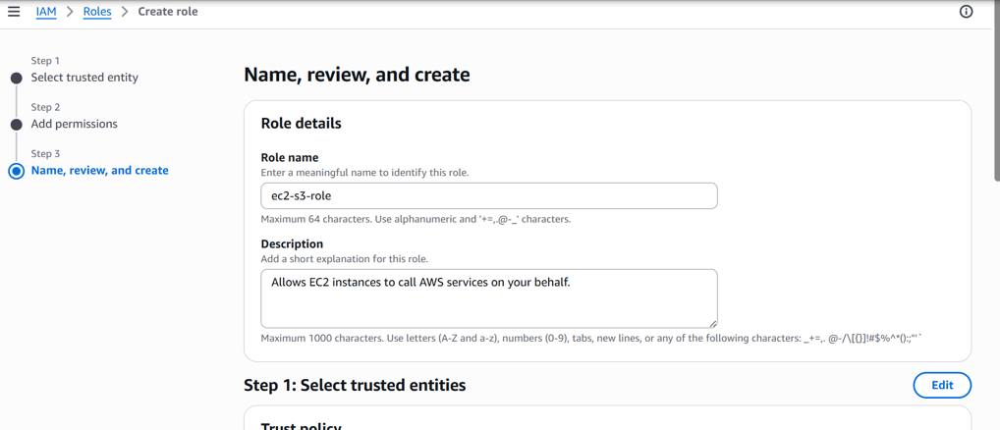 IAM > Roles > Create role
Step 1
Select trusted entity
Step 2
Add permissions
Step 3
Name, review, and create
Name, review, and create
Role details
Role name
Enter a meaningful name to identify this role.
ec2-s3-role
Maximum 64 characters. Use alphanumeric and '+=,.@-_' characters.
Description
Add a short explanation for this role.
Allows EC2 instances to call AWS services on your behalf.
Maximum 1000 characters. Use letters (A-Z and a-z), numbers (0-9), tabs, new lines, or any of the following characters: _+=,. @-/\[{}]!#$%^*();:"'`
Step 1: Select trusted entities
Edit
Trust policy